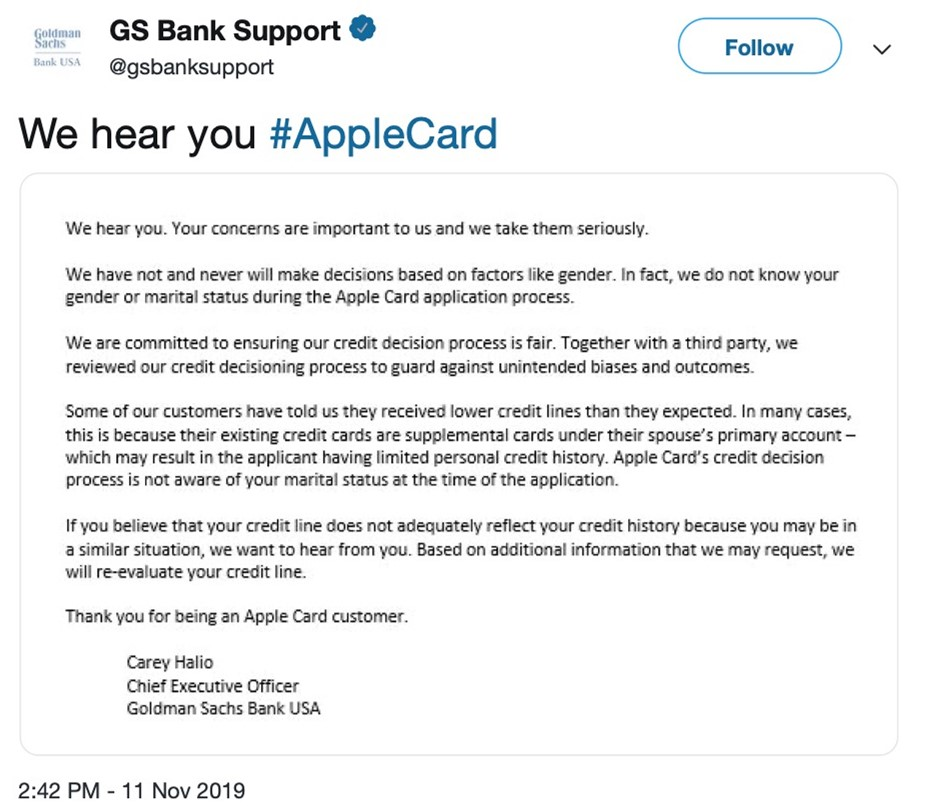 Goldman
Sachs
Bank USA
GS Bank Support
@gsbanksupport
Follow
We hear you #AppleCard
We hear you. Your concerns are important to us and we take them seriously.
We have not and never will make decisions based on factors like gender. In fact, we do not know your
gender or marital status during the Apple Card application process.
We are committed to ensuring our credit decision process is fair. Together with a third party, we
reviewed our credit decisioning process to guard against unintended biases and outcomes.
Some of our customers have told us they received lower credit lines than they expected. In many cases,
this is because their existing credit cards are supplemental cards under their spouse's primary account –
which may result in the applicant having limited personal credit history. Apple Card's credit decision
process is not aware of your marital status at the time of the application.
If you believe that your credit line does not adequately reflect your credit history because you may be in
a similar situation, we want to hear from you. Based on additional information that we may request, we
will re-evaluate your credit line.
Thank you for being an Apple Card customer.
Carey Halio
Chief Executive Officer
Goldman Sachs Bank USA
2:42 PM - 11 Nov 2019